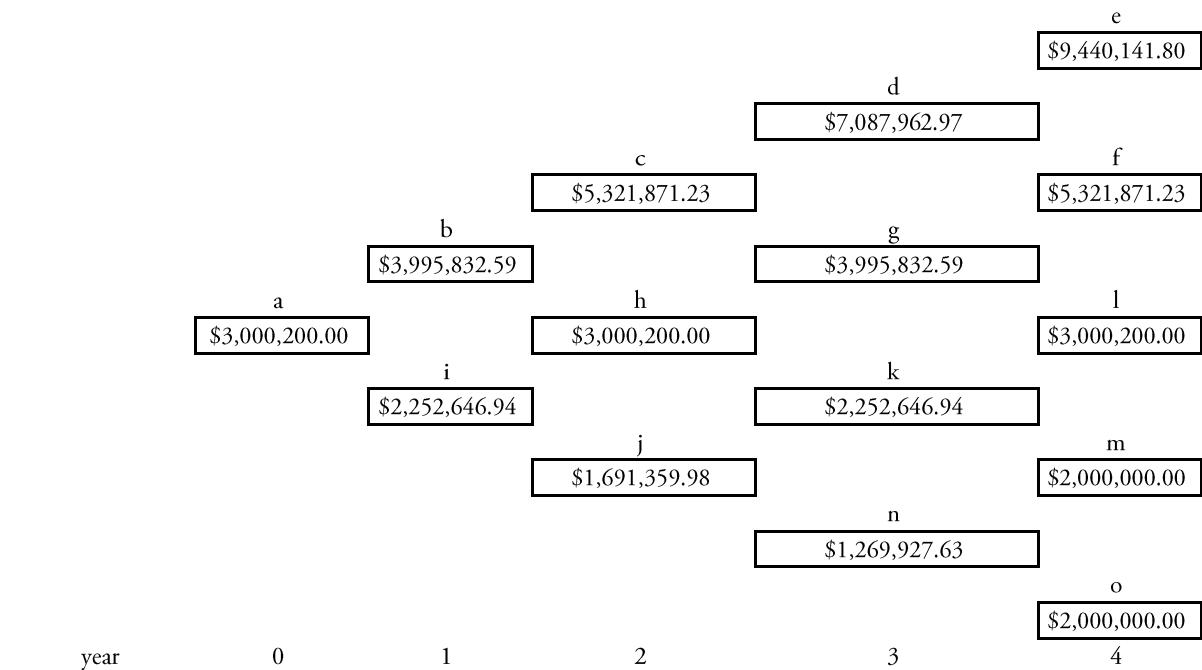 e
$9,440,141.80
d
$7,087,962.97
c f
$5,321,871.23 $5,321,871.23
b g
$3,995,832.59 $3,995,832.59
a h l
$3,000,200.00 $3,000,200.00 $3,000,200.00
i k
$2,252,646.94 $2,252,646.94
j m
$1,691,359.98 $2,000,000.00
n
$1,269,927.63
o
$2,000,000.00
year 0 1 2 3 4